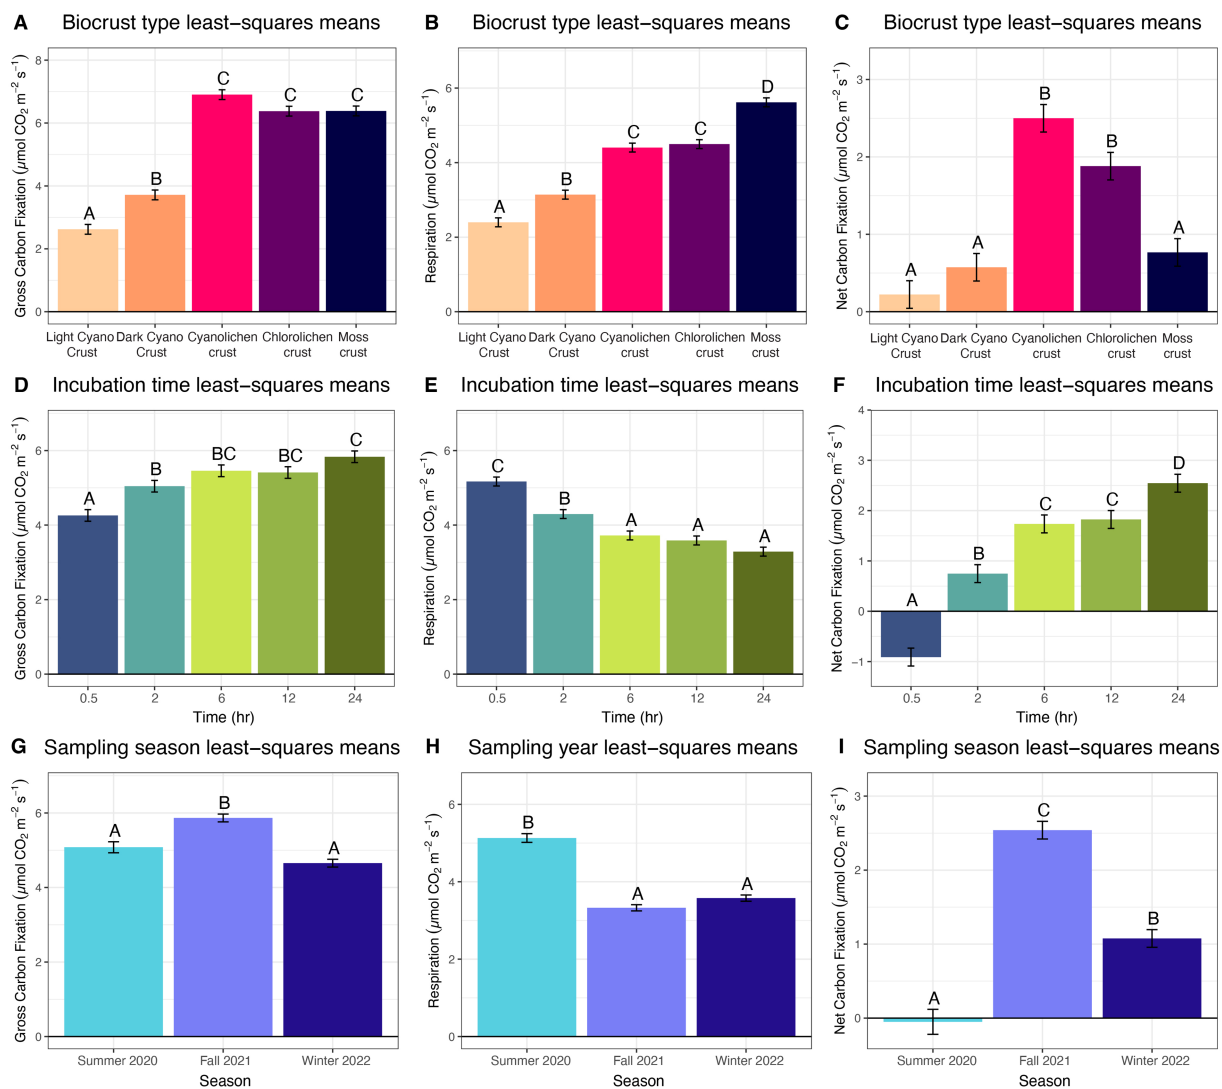 A Biocrust type least−squares means
Gross Carbon Fixation (µmol CO₂ m⁻² s⁻¹)
8
6
4
2
0
A
B
C
C
C
Light Cyano Crust
Dark Cyano Crust
Cyanolichen crust
Chlorolichen crust
Moss crust
B Biocrust type least−squares means
Respiration (µmol CO₂ m⁻² s⁻¹)
6
4
2
0
A
B
C
C
D
Light Cyano Crust
Dark Cyano Crust
Cyanolichen crust
Chlorolichen crust
Moss crust
C Biocrust type least−squares means
Net Carbon Fixation (µmol CO₂ m⁻² s⁻¹)
3
2
1
0
A
A
B
B
A
Light Cyano Crust
Dark Cyano Crust
Cyanolichen crust
Chlorolichen crust
Moss crust
D Incubation time least−squares means
Gross Carbon Fixation (µmol CO₂ m⁻² s⁻¹)
6
4
2
0
A
B
BC
BC
C
0.5 2 6 12 24
Time (hr)
E Incubation time least−squares means
Respiration (µmol CO₂ m⁻² s⁻¹)
6
4
2
0
C
B
A
A
A
0.5 2 6 12 24
Time (hr)
F Incubation time least−squares means
Net Carbon Fixation (µmol CO₂ m⁻² s⁻¹)
4
3
2
1
0
−1
A
B
C
C
D
0.5 2 6 12 24
Time (hr)
G Sampling season least−squares means
Gross Carbon Fixation (µmol CO₂ m⁻² s⁻¹)
6
4
2
0
A
B
A
Summer 2020 Fall 2021 Winter 2022
Season
H Sampling year least−squares means
Respiration (µmol CO₂ m⁻² s⁻¹)
6
4
2
0
B
A
A
Summer 2020 Fall 2021 Winter 2022
Season
I Sampling season least−squares means
Net Carbon Fixation (µmol CO₂ m⁻² s⁻¹)
3
2
1
0
A
C
B
Summer 2020 Fall 2021 Winter 2022
Season